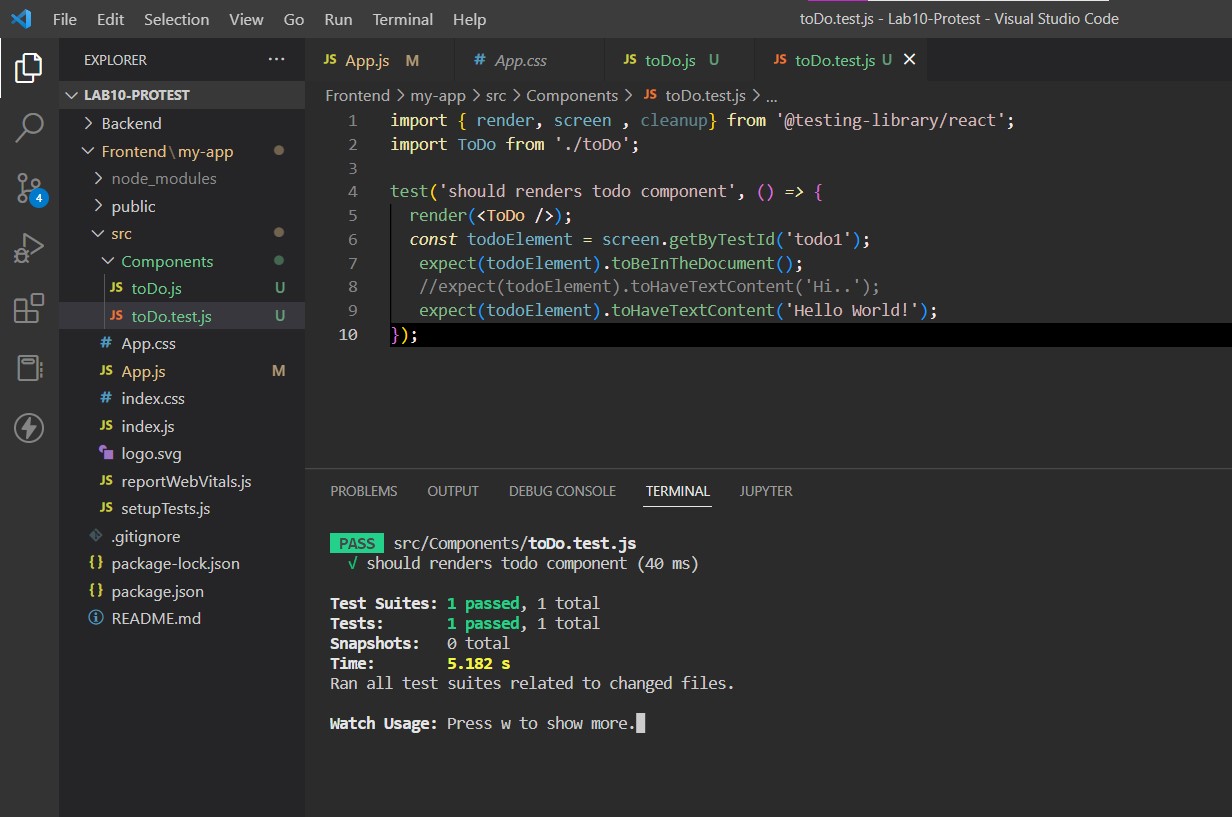 File Edit Selection View Go Run Terminal Help toDo.test.js - Lab10-Protest - Visual Studio Code
EXPLORER ...
LAB10-PROTEST
Backend
Frontend\my-app
node_modules
public
src
Components
JS toDo.js U
JS toDo.test.js U
# App.css
JS App.js M
# index.css
JS index.js
logo.svg
JS reportWebVitals.js
JS setupTests.js
.gitignore
{} package-lock.json
{} package.json
README.md
4
JS App.js M # App.css JS toDo.js U JS toDo.test.js U
Frontend > my-app > src > Components > JS toDo.test.js > ...
1 import { render, screen , cleanup} from '@testing-library/react';
2 import ToDo from './toDo';
3
4 test('should renders todo component', () => {
5 render(<ToDo />);
6 const todoElement = screen.getByTestId('todo1');
7 expect(todoElement).toBeInTheDocument();
8 //expect(todoElement).toHaveTextContent('Hi..');
9 expect(todoElement).toHaveTextContent('Hello World!');
10 });
PROBLEMS OUTPUT DEBUG CONSOLE TERMINAL JUPYTER
PASS src/Components/toDo.test.js
√ should renders todo component (40 ms)
Test Suites: 1 passed, 1 total
Tests: 1 passed, 1 total
Snapshots: 0 total
Time: 5.182 s
Ran all test suites related to changed files.
Watch Usage: Press w to show more.